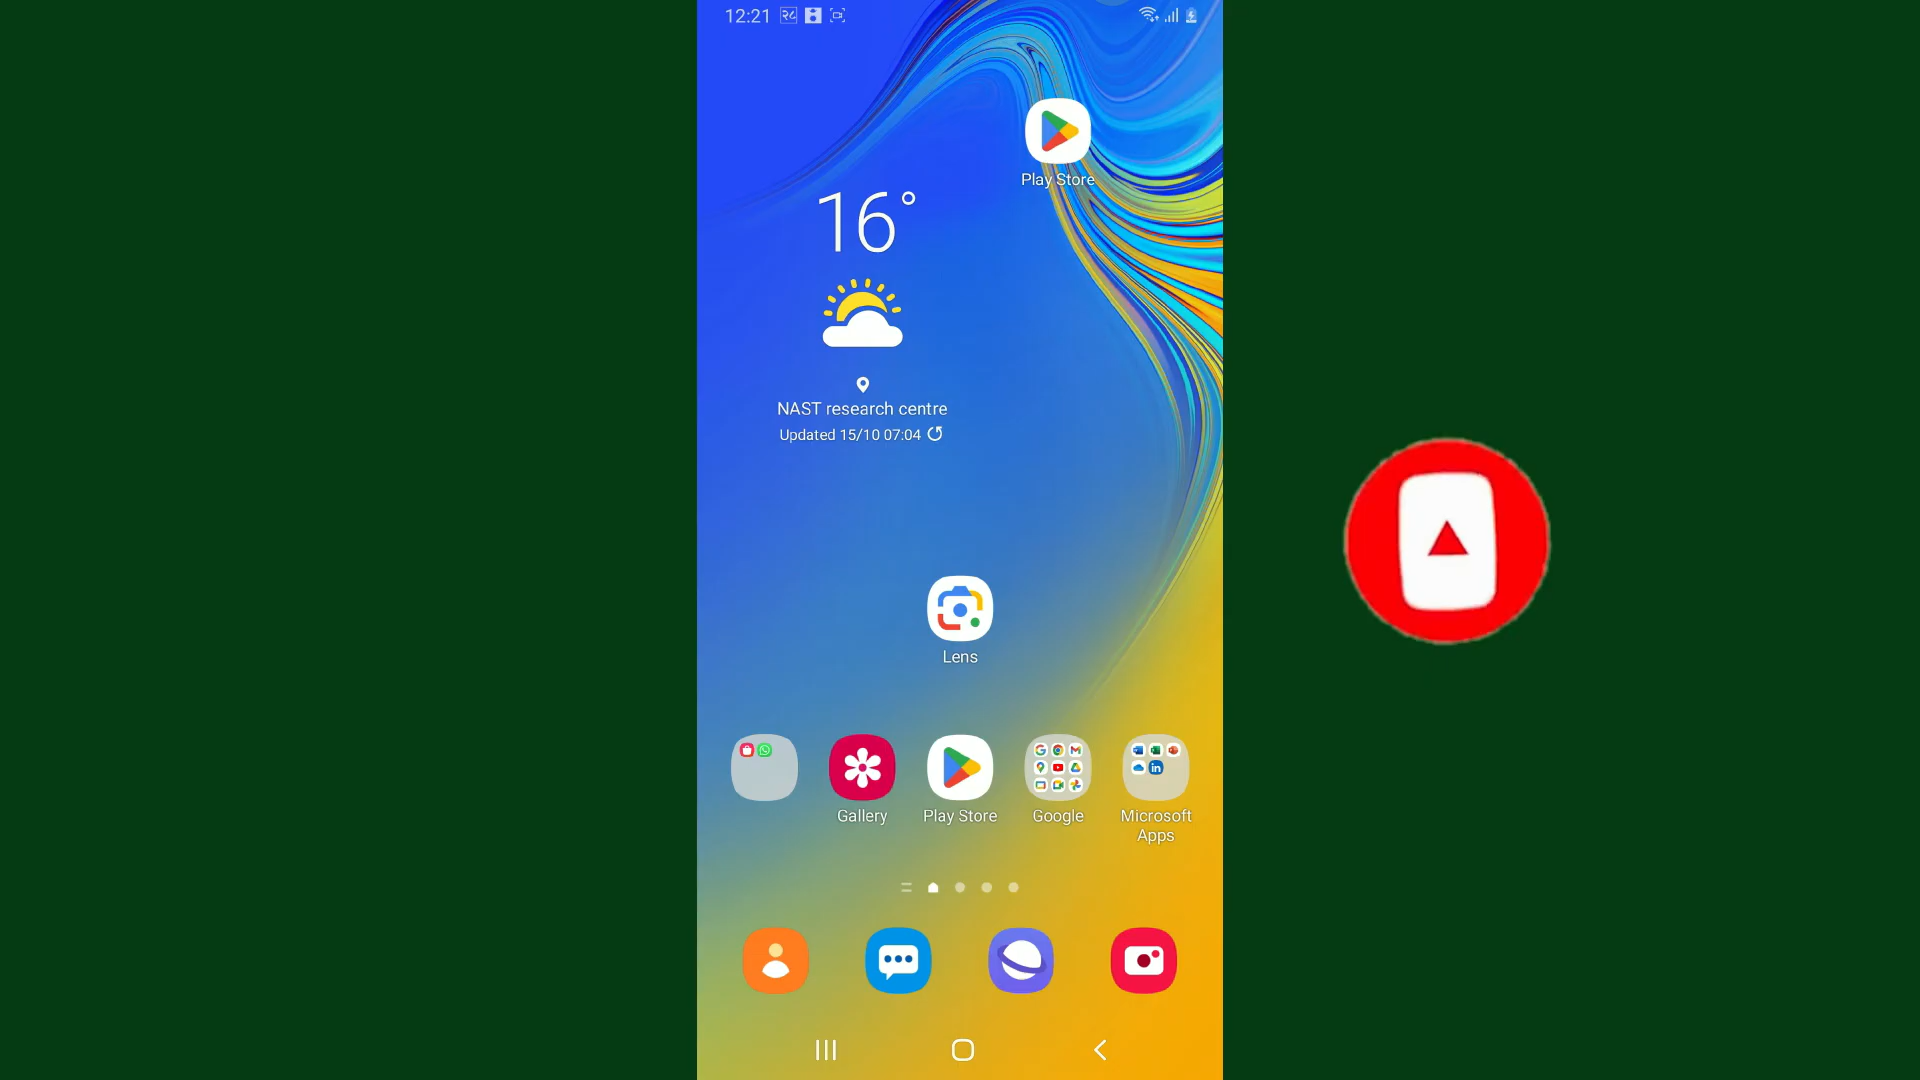 12:21 २८
Play Store
16°
NAST research centre
Updated 15/10 07:04
Lens
Gallery
Play Store
Google
Microsoft
Apps